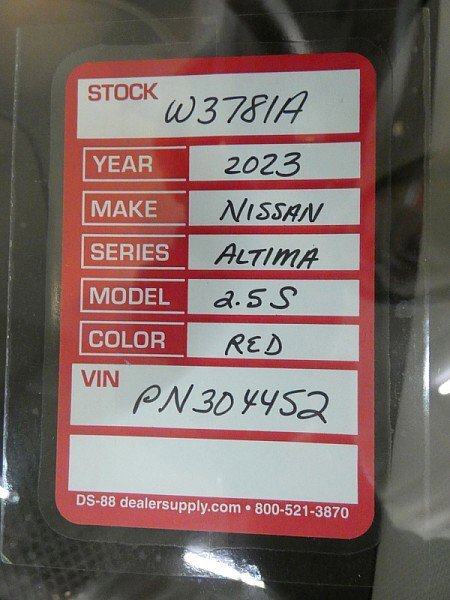 STOCK W3781A
YEAR 2023
MAKE NISSAN
SERIES ALTIMA
MODEL 2.5 S
COLOR RED
VIN PN304452
DS-88 dealersupply.com • 800-521-3870